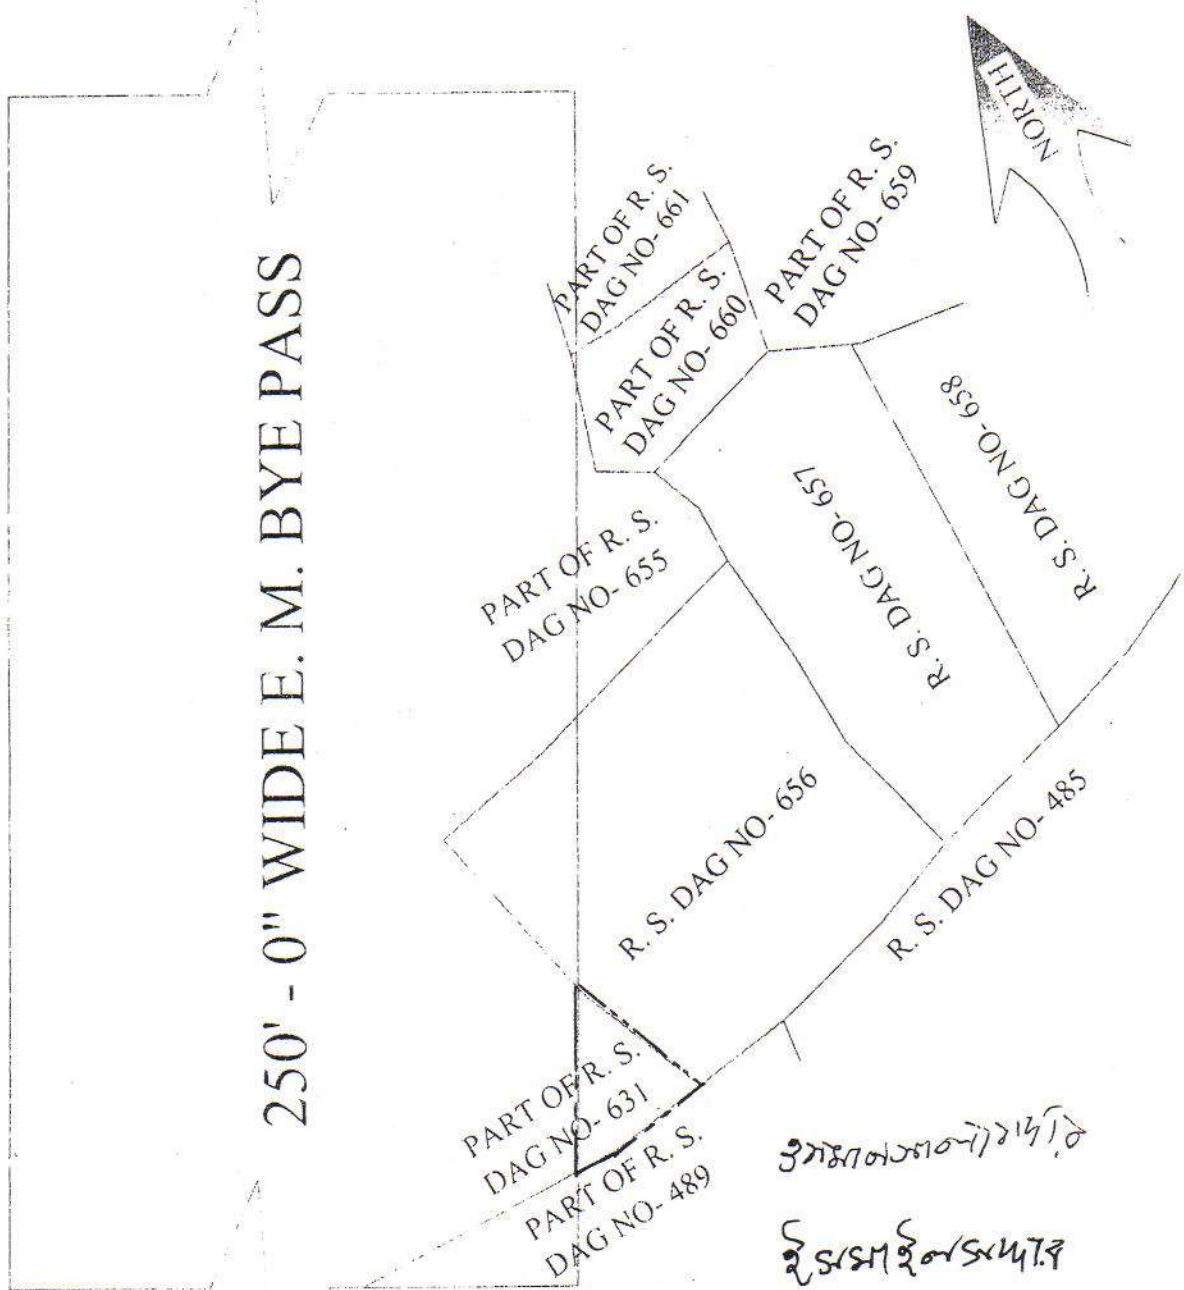 250' - 0" WIDE E. M. BYE PASS
NORTH
PART OF R. S.
DAG NO- 661
PART OF R. S.
DAG NO- 660
PART OF R. S.
DAG NO- 659
R. S. DAG NO- 658
R. S. DAG NO- 657
PART OF R. S.
DAG NO- 655
R. S. DAG NO- 656
R. S. DAG NO- 485
PART OF R. S.
DAG NO- 631
PART OF R. S.
DAG NO- 489